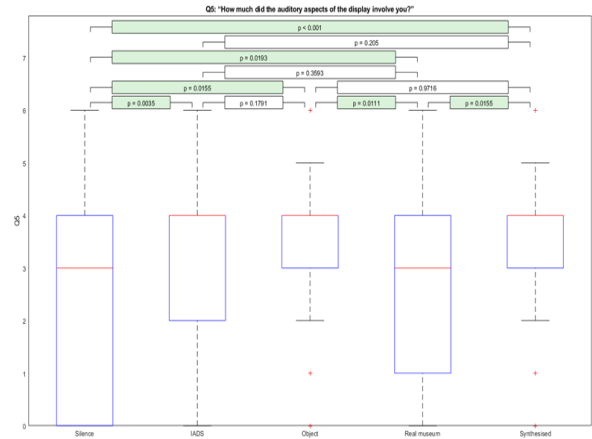 Q5: "How much did the auditory aspects of the display involve you?"
p < 0.001
p = 0.205
p = 0.0193
p = 0.3593
p = 0.0155
p = 0.9716
p = 0.0035
p = 0.1791
p = 0.0111
p = 0.0155
7
6
5
4
3
2
1
0
Q5
Silence IADS Object Real museum Synthesised